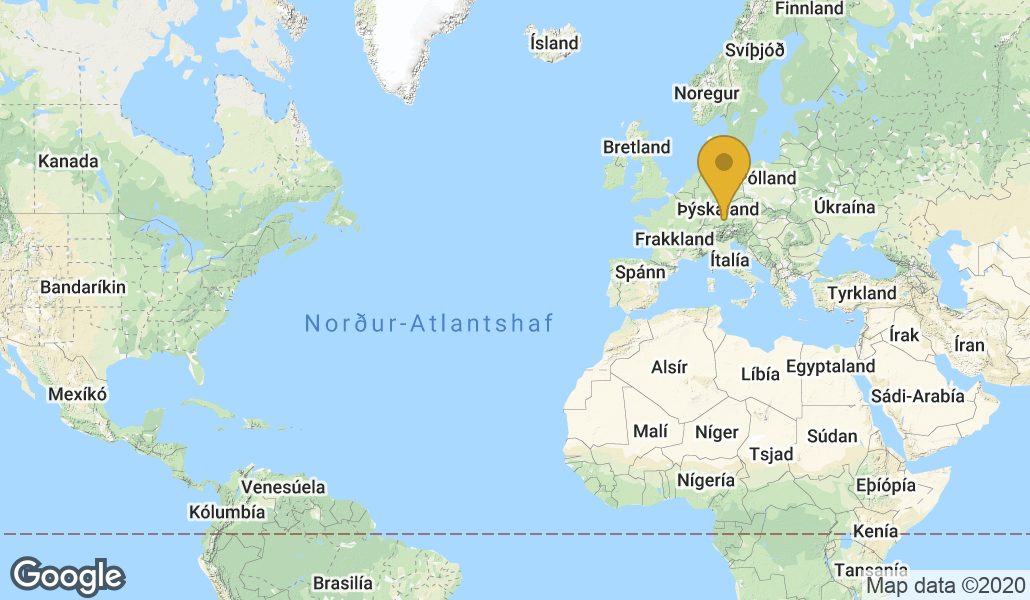 Finnland
Ísland
Svíþjóð
Noregur
Bretland
Kanada
Pólland
Þýskaland
Úkraína
Frakkland
Ítalía
Spánn
Bandaríkin
Tyrkland
Norður-Atlantshaf
Írak
Íran
Alsír
Egyptaland
Líbía
Mexíkó
Sádi-Arabía
Malí
Níger
Súdan
Tsjad
Nígería
Eþíópía
Venesúela
Kólumbía
Kenía
Tansanía
Brasilía
Google
Map data ©2020